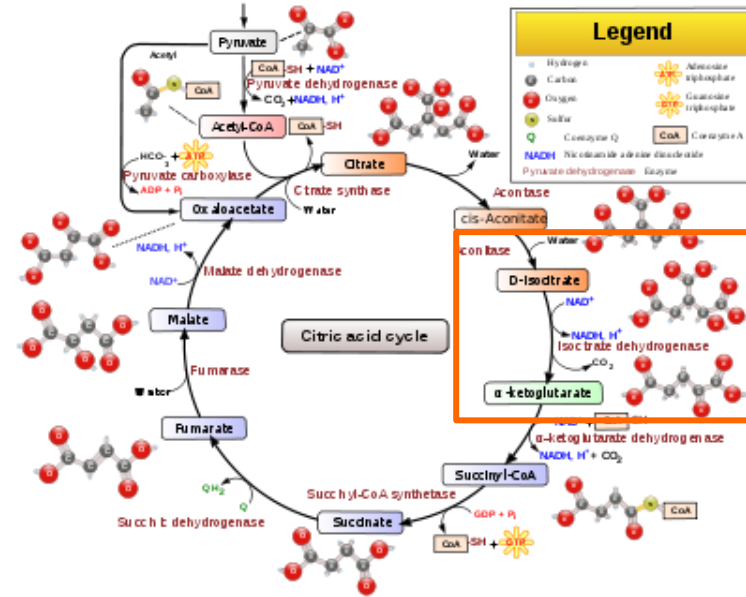 Legend
Hydrogen
Carbon
Oxygen
Sulfur
Q Coenzyme Q
NADH Nicotinamide adenine dinucleotide
Pyruvate dehydrogenase Enzyme
ATP Adenosine triphosphate
GTP Guanosine triphosphate
CoA Coenzyme A
Pyruvate
Acetyl
CoA
CoA-SH + NAD+
Pyruvate dehydrogenase
CO2 + NADH, H+
Acetyl-CoA
CoA-SH
HCO3- + ATP
Pyruvate carboxylase
ADP + Pi
Citrate
Citrate synthase
Water
Water
Aconitase
cis-Aconitate
Aconitase
Water
D-Isocitrate
NAD+
NADH, H+
Isocitrate dehydrogenase
CO2
α-ketoglutarate
α-ketoglutarate dehydrogenase
NADH, H+ + CO2
Succinyl-CoA
CoA
Succinyl-CoA synthetase
GDP + Pi
CoA-SH + GTP
Succinate
QH2
Q
Fumarate
Fumarase
Water
Malate
Malate dehydrogenase
NADH, H+
NAD+
Oxaloacetate
Citric acid cycle